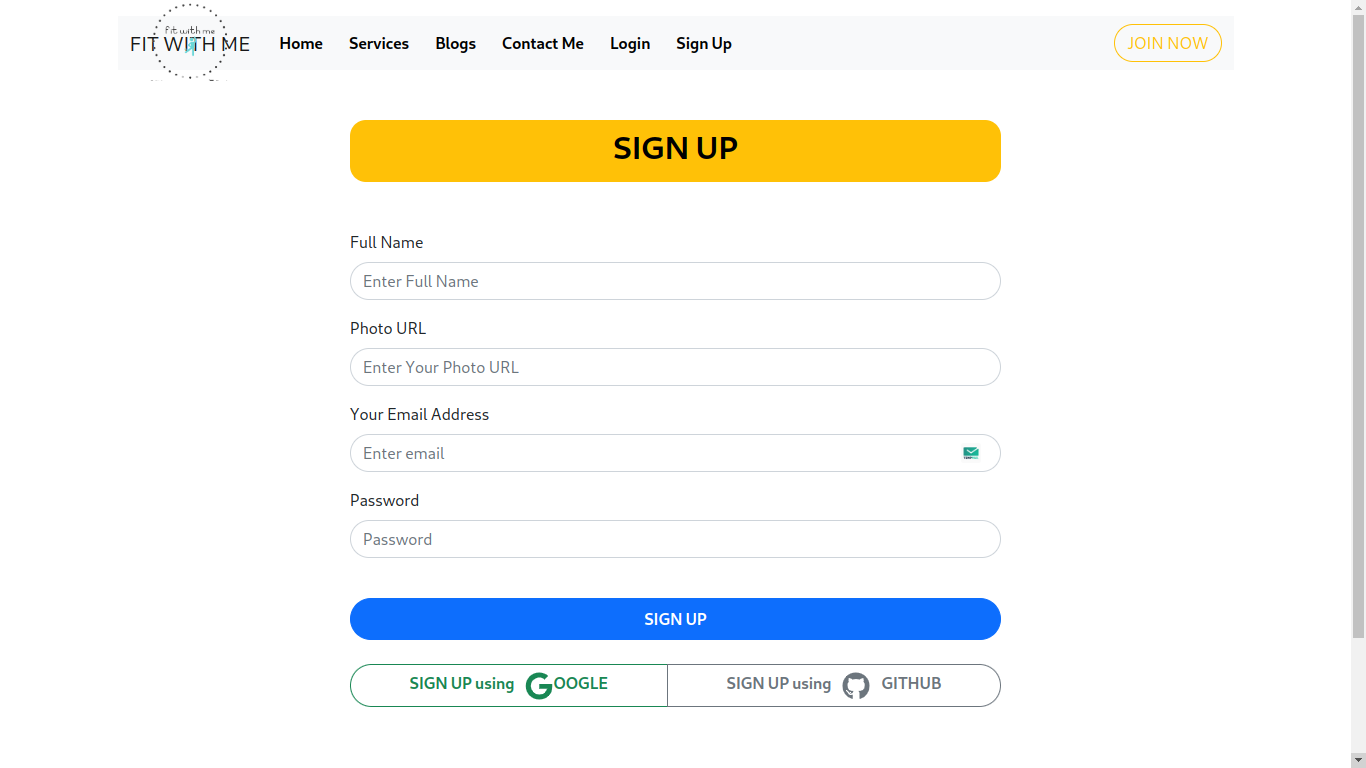 fit with me
FIT WITH ME Home Services Blogs Contact Me Login Sign Up JOIN NOW
SIGN UP
Full Name
Enter Full Name
Photo URL
Enter Your Photo URL
Your Email Address
Enter email
Password
Password
SIGN UP
SIGN UP using GOOGLE SIGN UP using GITHUB